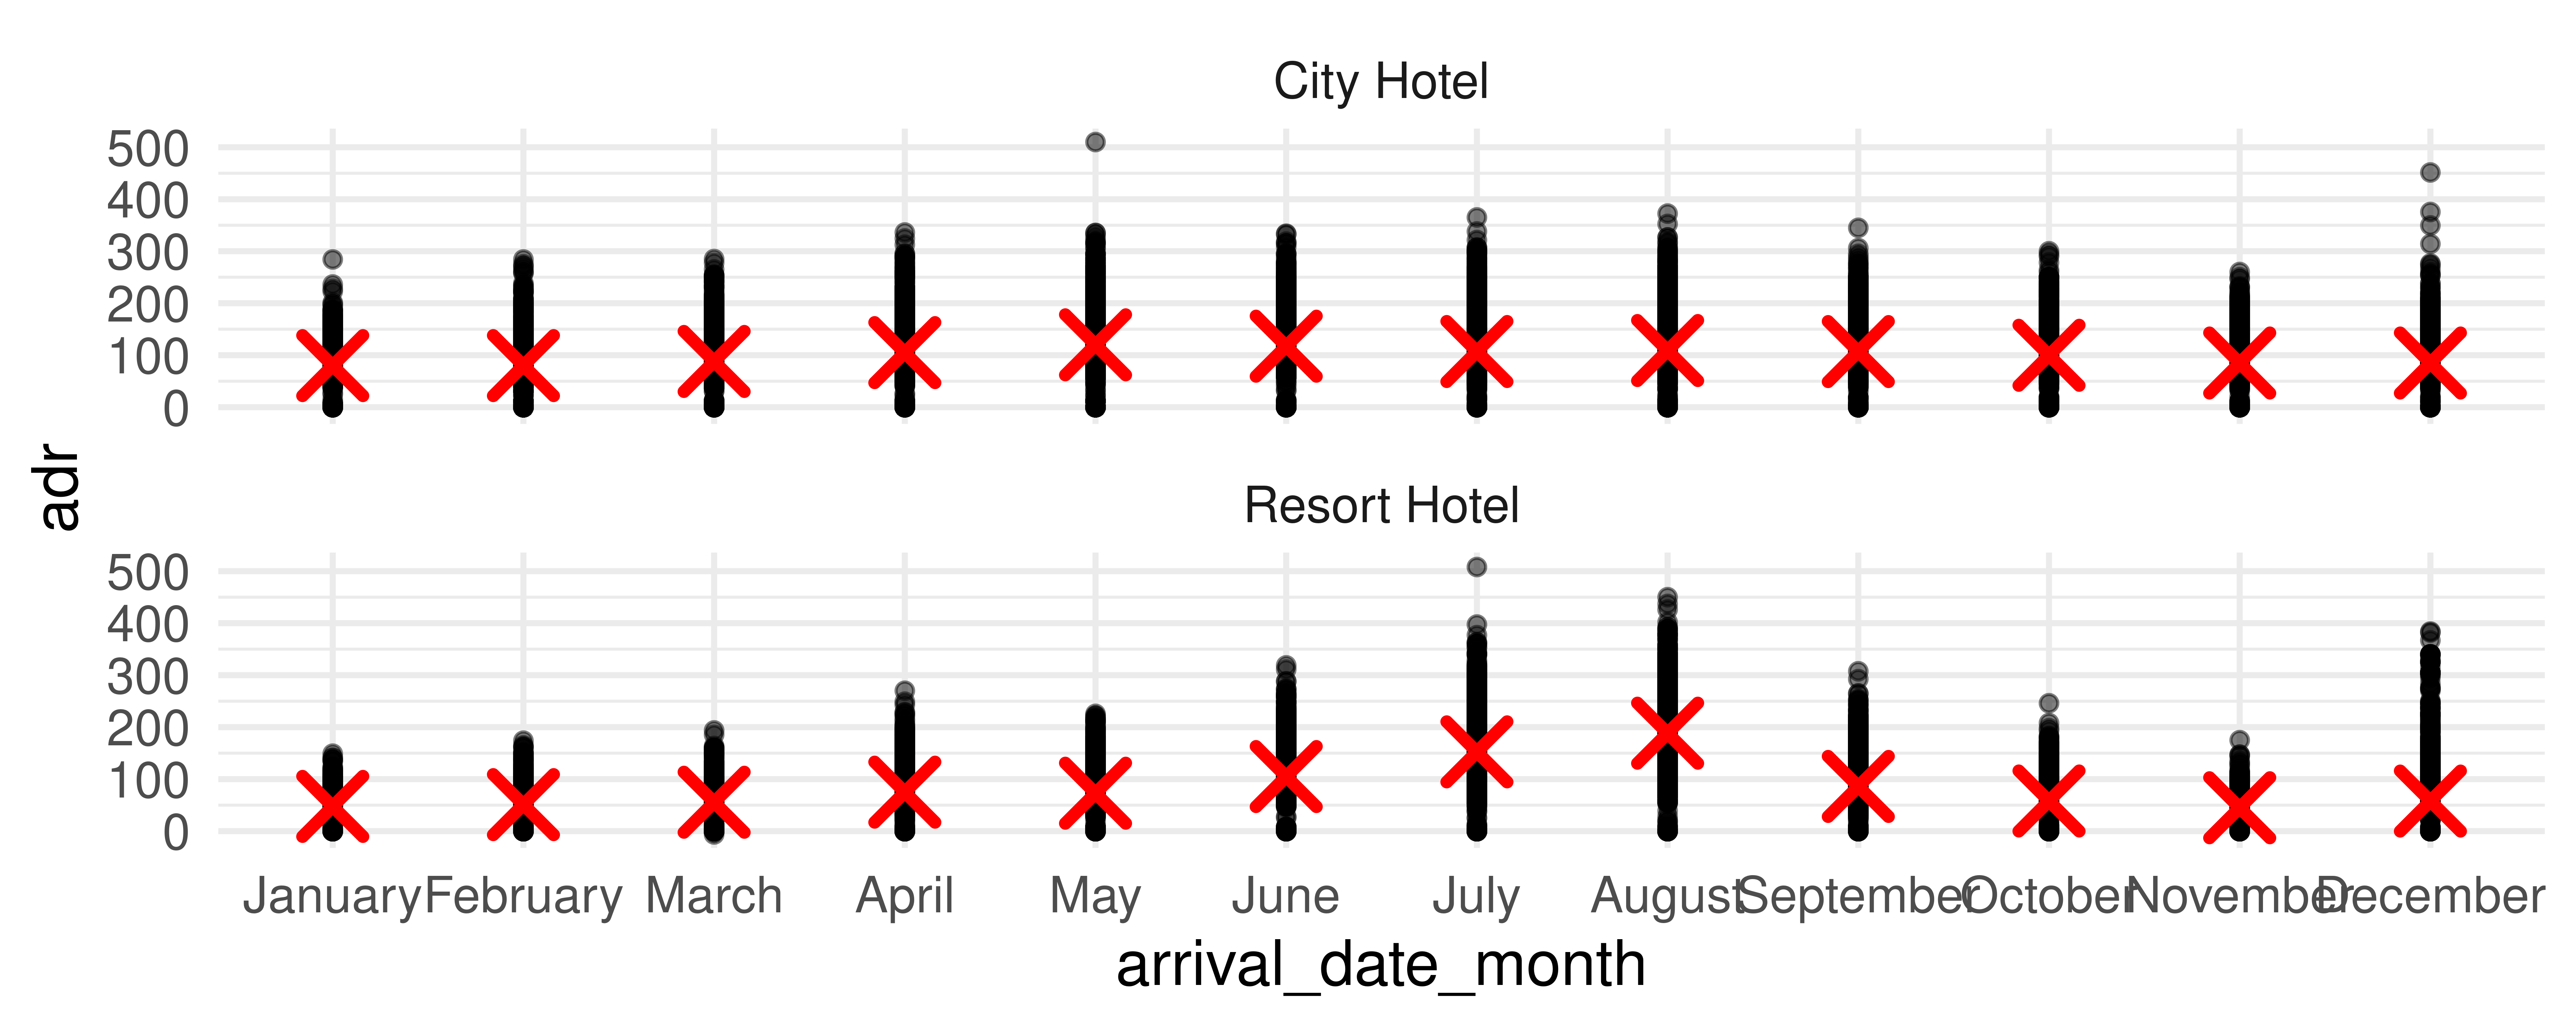 City Hotel
500
400
300
200
100
0
adr
Resort Hotel
500
400
300
200
100
0
January February March April May June July August September October November December
arrival_date_month